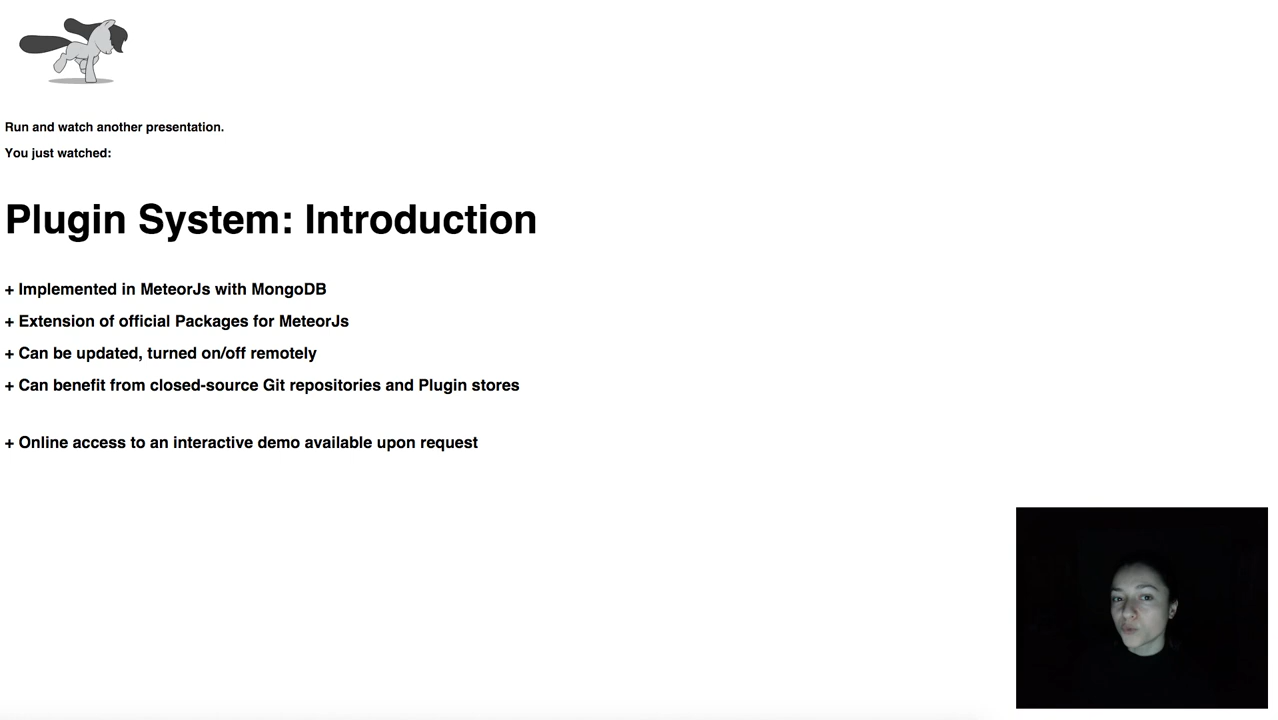 Run and watch another presentation.
You just watched:
Plugin System: Introduction
+ Implemented in MeteorJs with MongoDB
+ Extension of official Packages for MeteorJs
+ Can be updated, turned on/off remotely
+ Can benefit from closed-source Git repositories and Plugin stores
+ Online access to an interactive demo available upon request